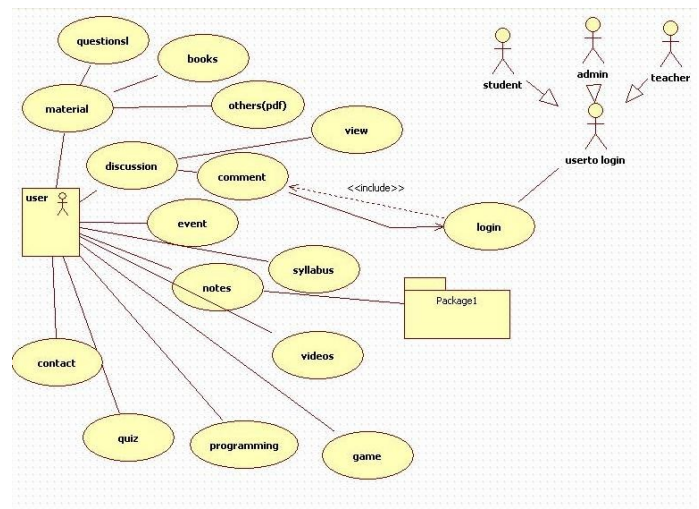 questionsl
books
material
others(pdf)
student
admin
teacher
userto login
view
discussion
comment
<<include>>
user
event
login
syllabus
notes
Package1
videos
contact
quiz
programming
game